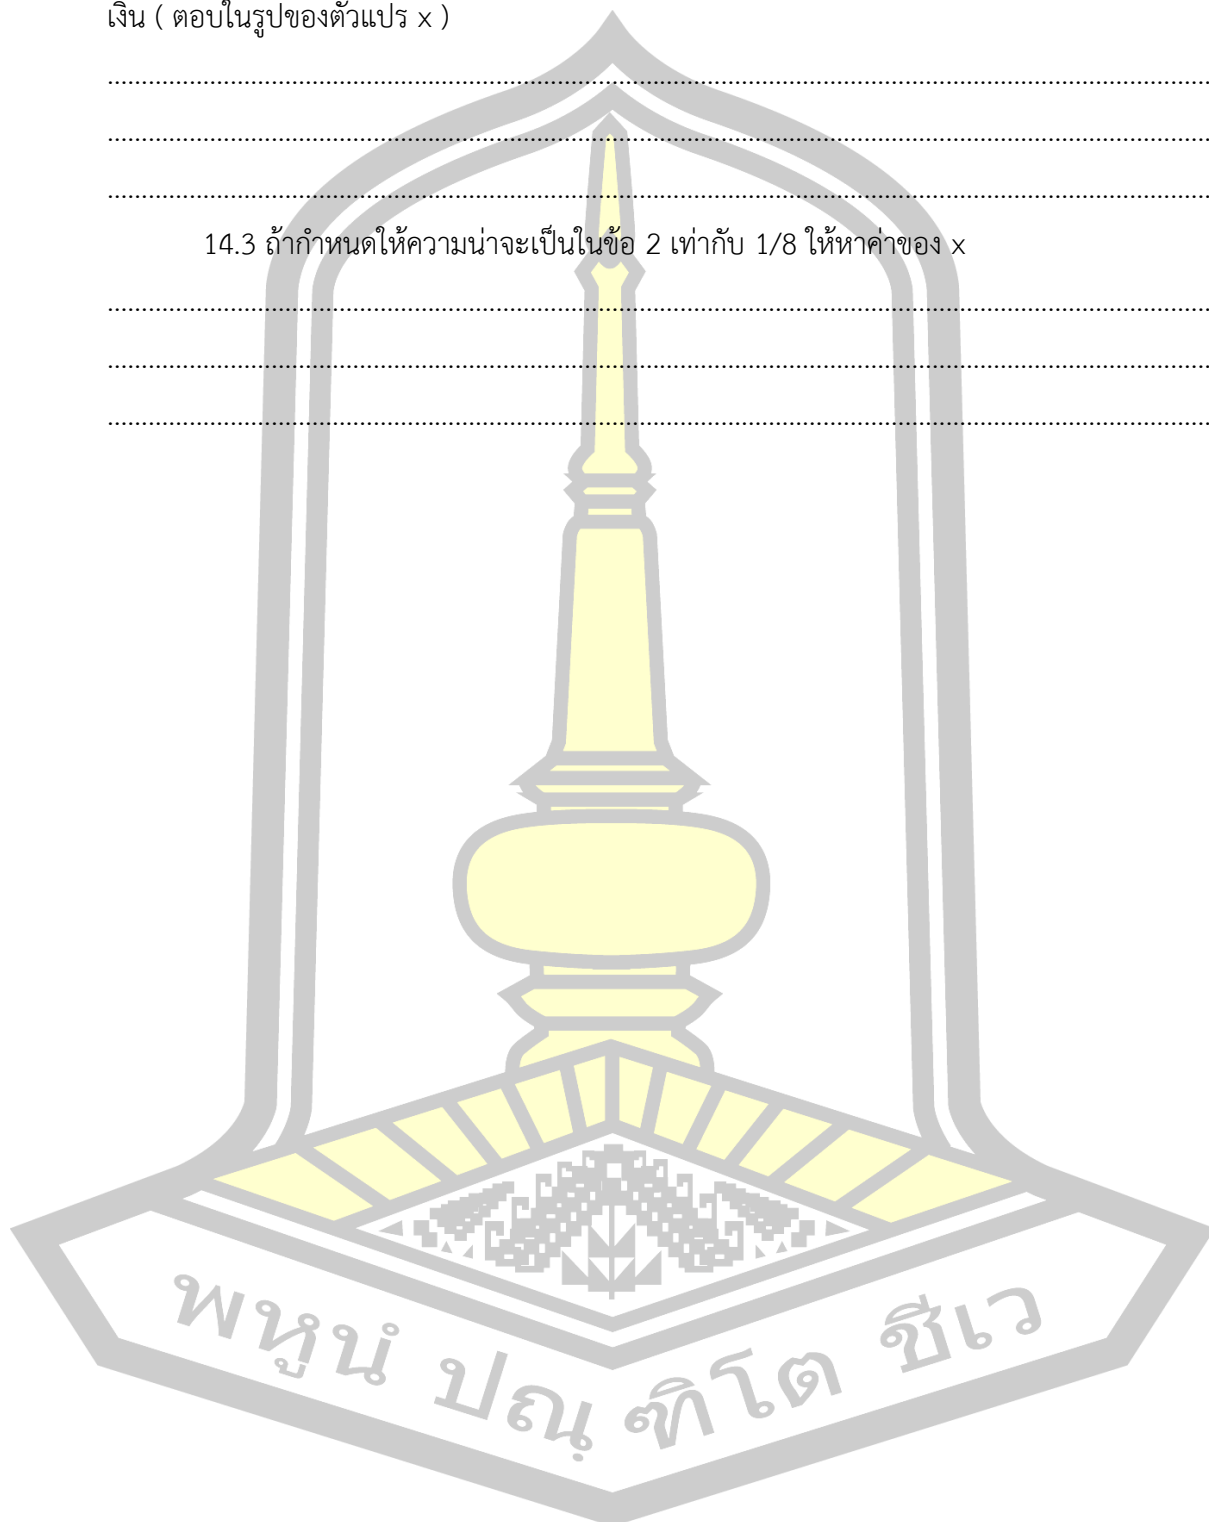 เงิน ( ตอบในรูปของตัวแปร x )
................................................................................
................................................................................
................................................................................
14.3 ถ้ากำหนดให้ความน่าจะเป็นในข้อ 2 เท่ากับ 1/8 ให้หาค่าของ x
................................................................................
................................................................................
................................................................................
พหูนํ ปณฺฑิโต ชีเว